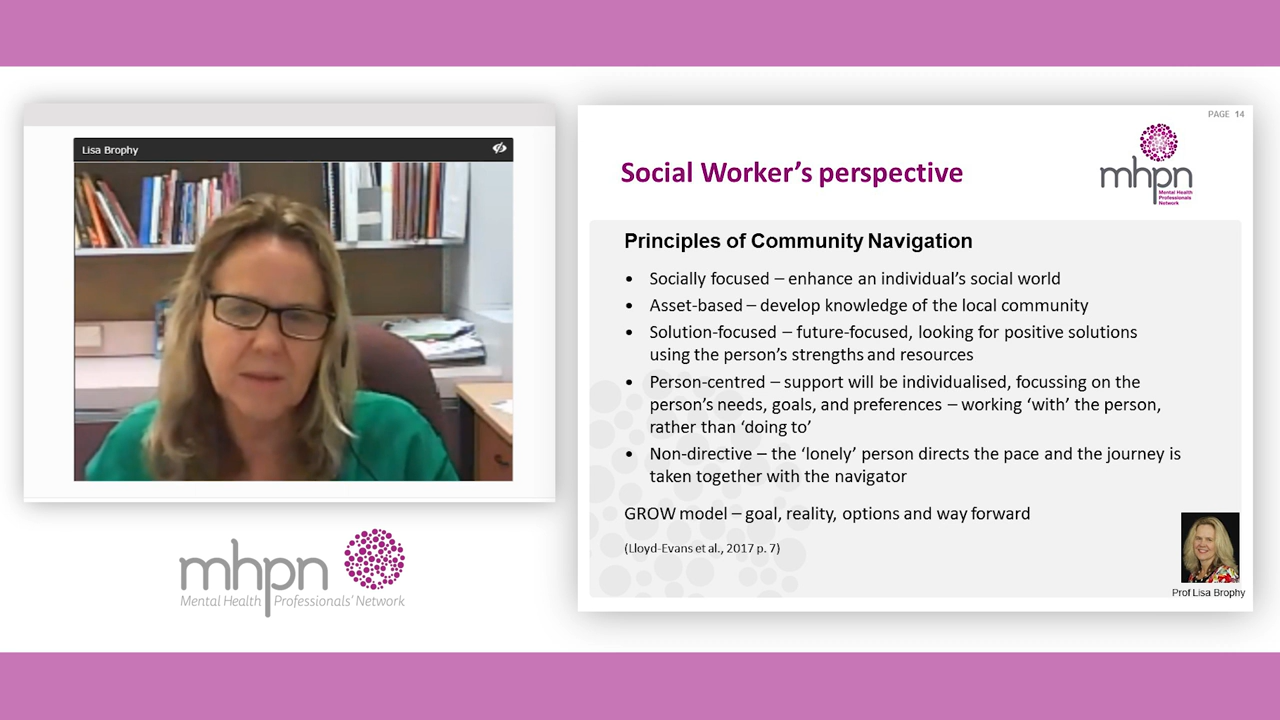 Lisa Brophy
mhpn
Mental Health Professionals' Network
PAGE 14
mhpn
Mental Health
Professionals
Network
Social Worker's perspective
Principles of Community Navigation
• Socially focused – enhance an individual's social world
• Asset-based – develop knowledge of the local community
• Solution-focused – future-focused, looking for positive solutions
using the person's strengths and resources
• Person-centred – support will be individualised, focussing on the
person's needs, goals, and preferences – working 'with' the person,
rather than 'doing to'
• Non-directive – the 'lonely' person directs the pace and the journey is
taken together with the navigator
GROW model – goal, reality, options and way forward
(Lloyd-Evans et al., 2017 p. 7)
Prof Lisa Brophy